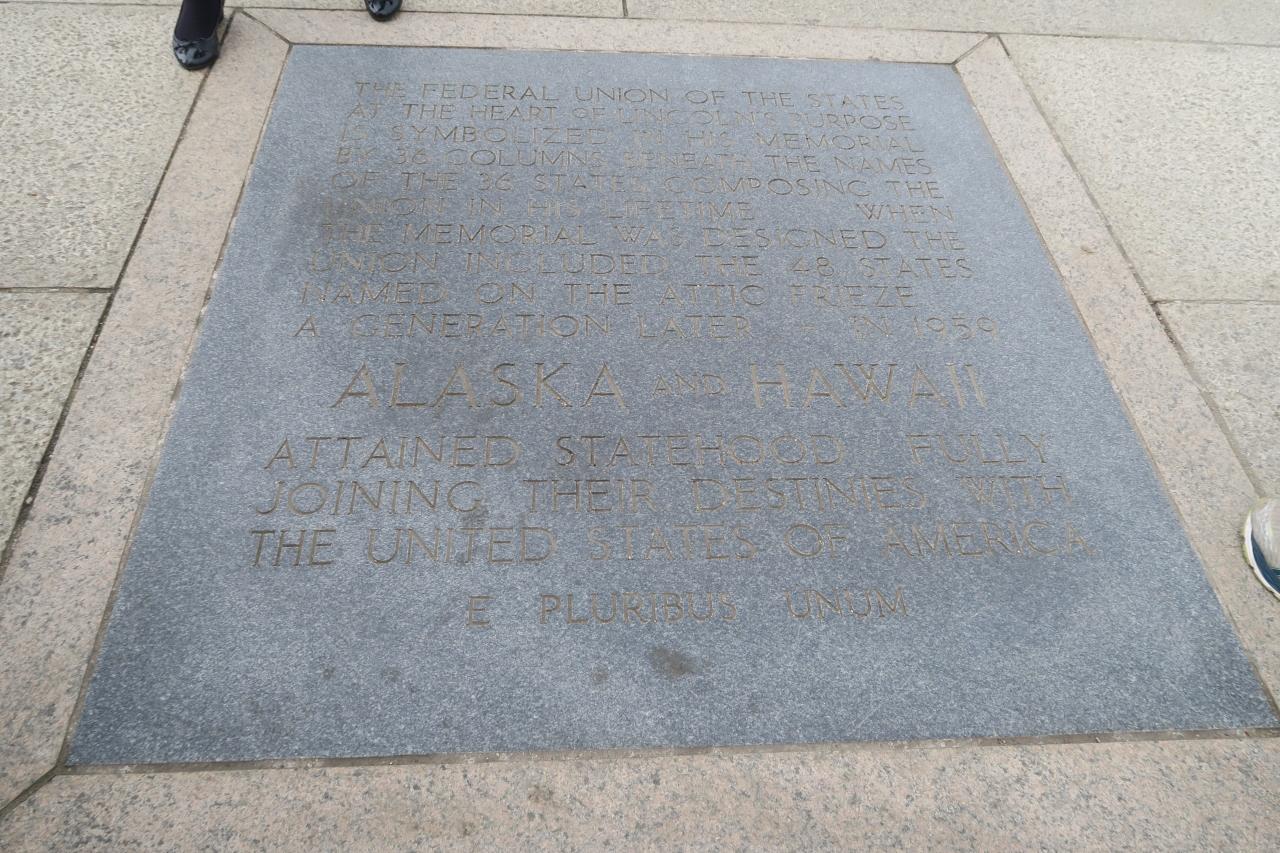 THE FEDERAL UNION OF THE STATES
AT THE HEART OF LINCOLN'S PURPOSE
IS SYMBOLIZED IN HIS MEMORIAL
BY 36 COLUMNS BENEATH THE NAMES
OF THE 36 STATES COMPOSING THE
UNION IN HIS LIFETIME WHEN
THE MEMORIAL WAS DESIGNED THE
UNION INCLUDED THE 48 STATES
NAMED ON THE ATTIC FRIEZE
A GENERATION LATER - IN 1959
ALASKA AND HAWAII
ATTAINED STATEHOOD FULLY
JOINING THEIR DESTINIES WITH
THE UNITED STATES OF AMERICA
E PLURIBUS UNUM